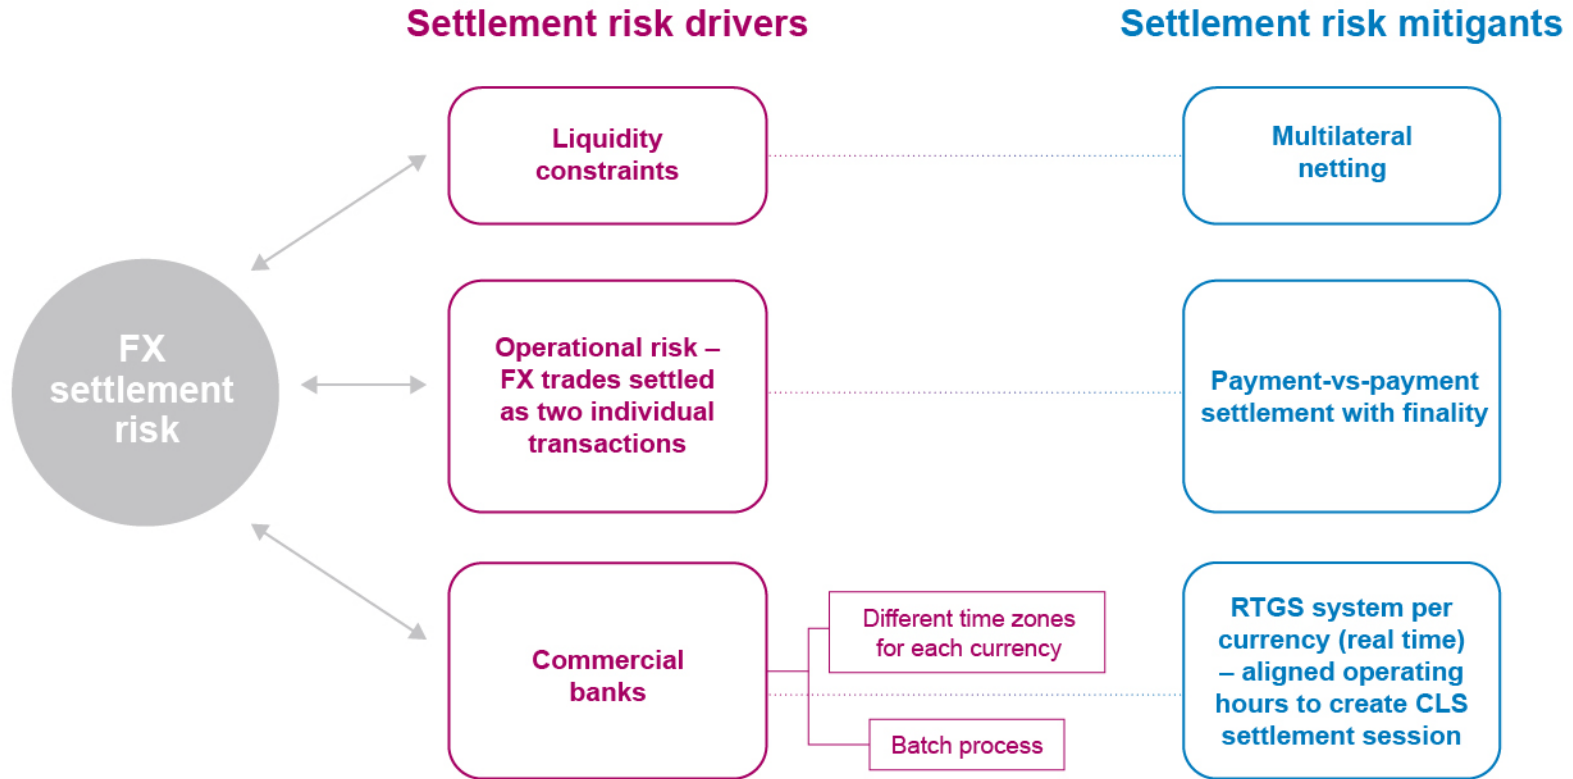 Settlement risk drivers
Settlement risk mitigants
Liquidity
constraints
Multilateral
netting
FX
settlement
risk
Operational risk –
FX trades settled
as two individual
transactions
Payment-vs-payment
settlement with finality
Commercial
banks
Different time zones
for each currency
Batch process
RTGS system per
currency (real time)
– aligned operating
hours to create CLS
settlement session